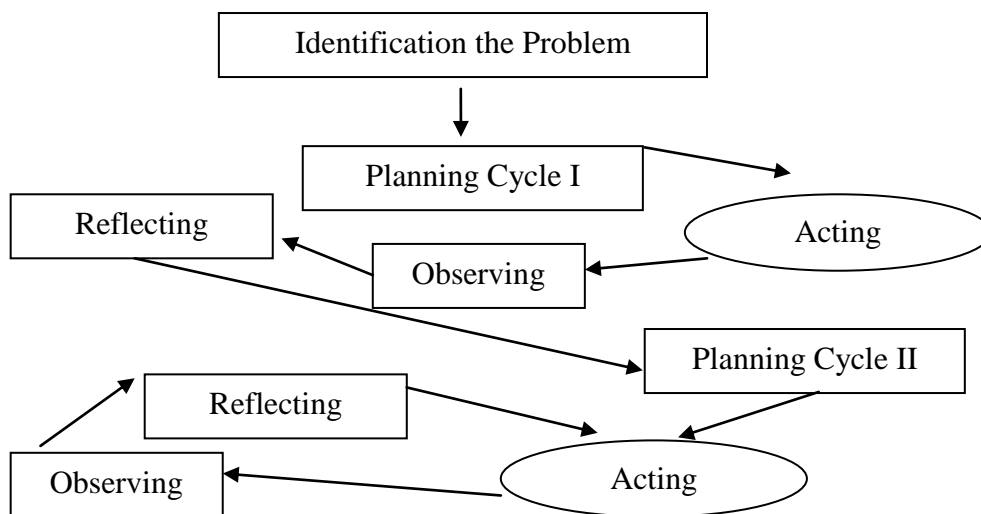 Identification the Problem
Planning Cycle I
Reflecting
Acting
Observing
Planning Cycle II
Reflecting
Acting
Observing